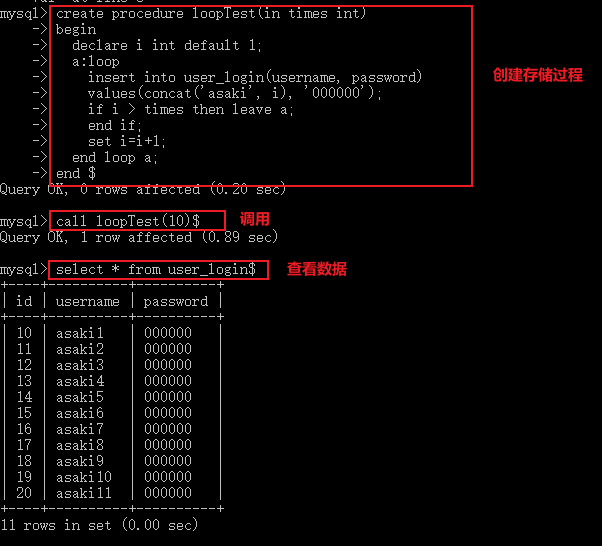 mysql> create procedure loopTest(in times int)
    -> begin
    ->   declare i int default 1;
    ->   a:loop
    ->     insert into user_login(username, password)
    ->     values(concat('asaki', i), '000000');
    ->     if i > times then leave a;
    ->     end if;
    ->     set i=i+1;
    ->   end loop a;
    -> end $
创建存储过程
Query OK, 0 rows affected (0.20 sec)
mysql> call loopTest(10)$ 调用
Query OK, 1 row affected (0.89 sec)
mysql> select * from user_login$ 查看数据
+----+----------+----------+
| id | username | password |
+----+----------+----------+
| 10 | asaki1   | 000000   |
| 11 | asaki2   | 000000   |
| 12 | asaki3   | 000000   |
| 13 | asaki4   | 000000   |
| 14 | asaki5   | 000000   |
| 15 | asaki6   | 000000   |
| 16 | asaki7   | 000000   |
| 17 | asaki8   | 000000   |
| 18 | asaki9   | 000000   |
| 19 | asaki10  | 000000   |
| 20 | asaki11  | 000000   |
+----+----------+----------+
11 rows in set (0.00 sec)